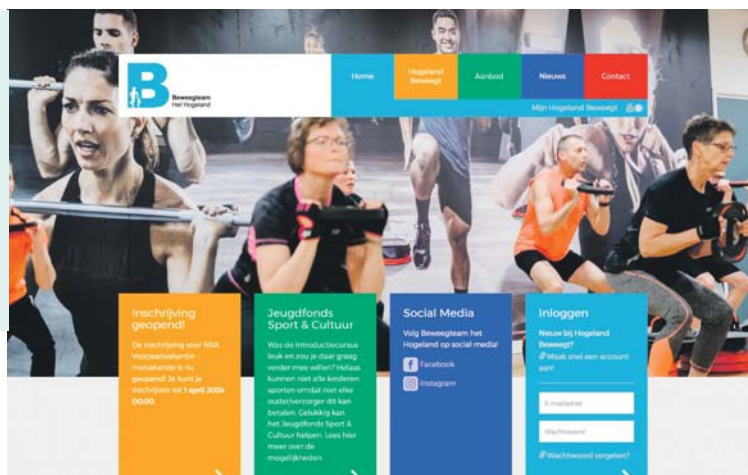 B
Beweegteam
Het Hogeland
Home
Hogeland
Beweegt
Aanbod
Nieuws
Contact
Mijn Hogeland Beweegt
Inschrijving
geopend!
De inschrijving voor NSA
Voorjaarsvakantie -
meivakantie is nu
geopend! Je kunt je
inschrijven tot 1 april 2024
00:00.
Jeugdfonds
Sport & Cultuur
Was de introductiecursus
leuk en zou je daar graag
verder mee willen? Helaas
kunnen niet alle kinderen
sporten omdat niet elke
ouder/verzorger dit kan
betalen. Gelukkig kan
het Jeugdfonds Sport &
Cultuur helpen. Lees hier
meer over de
mogelijkheden
Social Media
Volg Beweegteam het
Hogeland op social media!
Facebook
Instagram
Inloggen
Nieuw bij Hogeland
Beweegt?
Maak snel een account
aan!
E-mailadres
Wachtwoord
Wachtwoord vergeten?